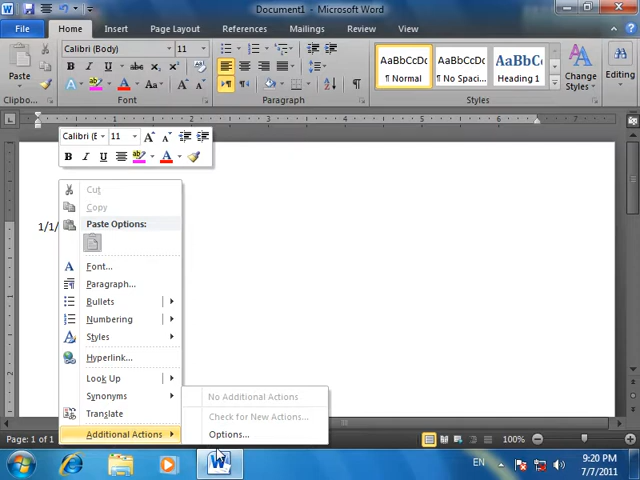 Document1 - Microsoft Word
File Home Insert Page Layout References Mailings Review View
Paste
Calibri (Body) 11
AaBbCcDc AaBbCcDc AaBbC
¶ Normal ¶ No Spaci... Heading 1
Change
Styles
Editing
Clipbo... Font Paragraph Styles
Calibri (E 11
Cut
Copy
1/1/
Paste Options:
Font...
Paragraph...
Bullets
Numbering
Styles
Hyperlink...
Look Up
Synonyms
Translate
Additional Actions
No Additional Actions
Check for New Actions...
Options...
Page: 1 of 1
100%
EN
9:20 PM
7/7/2011